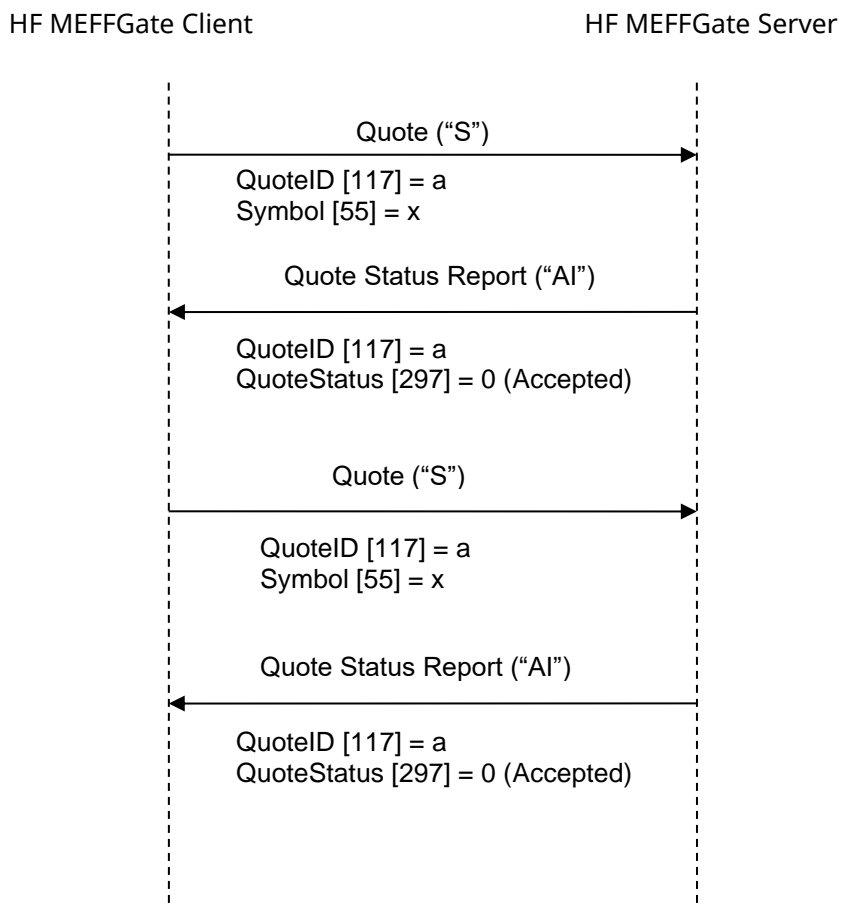 HF MEFFGate Client
HF MEFFGate Server
Quote (“S”)
QuoteID [117] = a
Symbol [55] = x
Quote Status Report (“AI”)
QuoteID [117] = a
QuoteStatus [297] = 0 (Accepted)
Quote (“S”)
QuoteID [117] = a
Symbol [55] = x
Quote Status Report (“AI”)
QuoteID [117] = a
QuoteStatus [297] = 0 (Accepted)